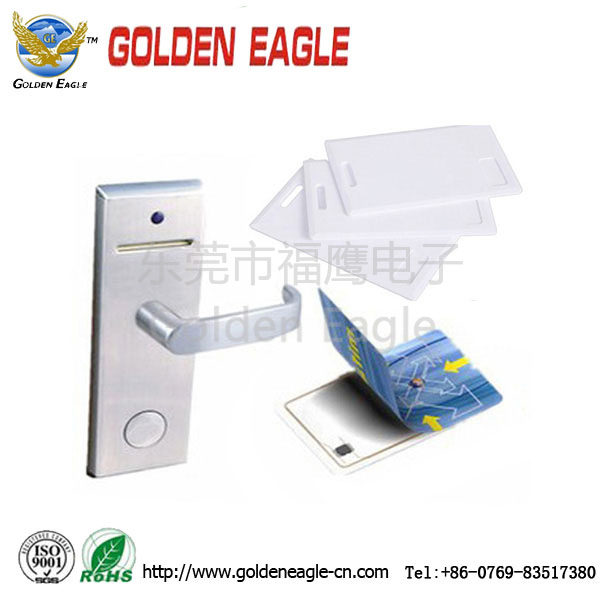 GE
TM
GOLDEN EAGLE
GOLDEN EAGLE
东莞市福鹰电子
Golden Eagle
ISO
9001
SGS
RoHS
http://www.goldeneagle-cn.com
Tel:+86-0769-83517380